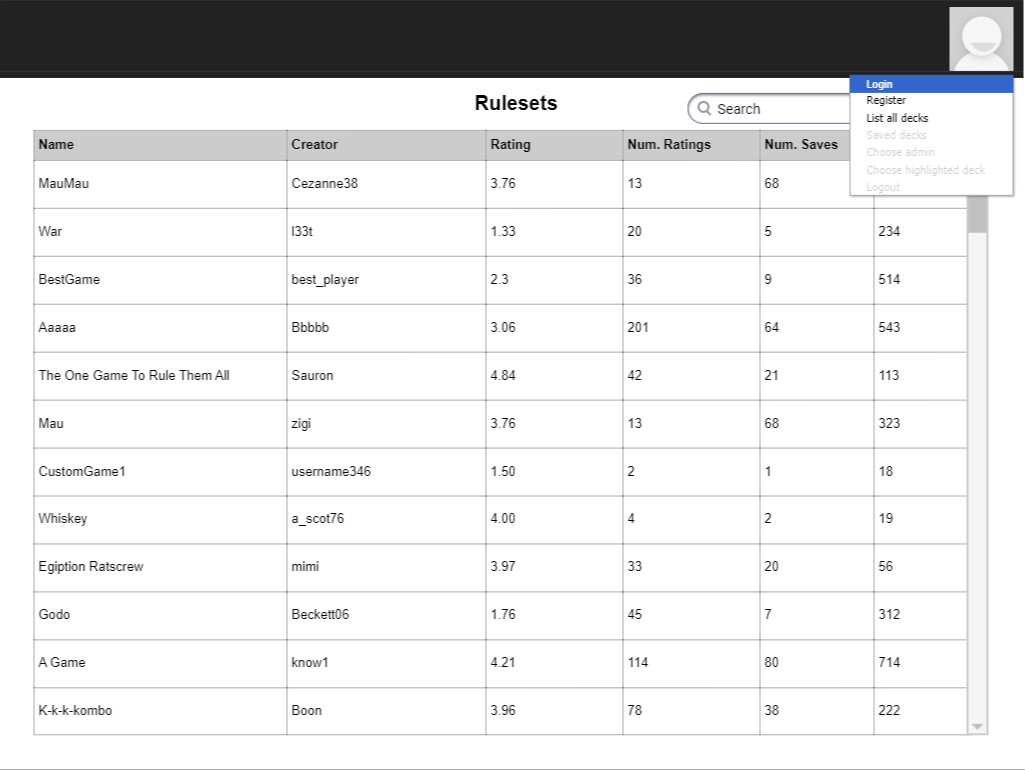 Login
Register
List all decks
Saved decks
Choose admin
Choose highlighted deck
Logout
Rulesets
Search
Name Creator Rating Num. Ratings Num. Saves
MauMau Cezanne38 3.76 13 68
War l33t 1.33 20 5 234
BestGame best_player 2.3 36 9 514
Aaaaa Bbbbb 3.06 201 64 543
The One Game To Rule Them All Sauron 4.84 42 21 113
Mau zigi 3.76 13 68 323
CustomGame1 username346 1.50 2 1 18
Whiskey a_scot76 4.00 4 2 19
Egiption Ratscrew mimi 3.97 33 20 56
Godo Beckett06 1.76 45 7 312
A Game know1 4.21 114 80 714
K-k-k-kombo Boon 3.96 78 38 222